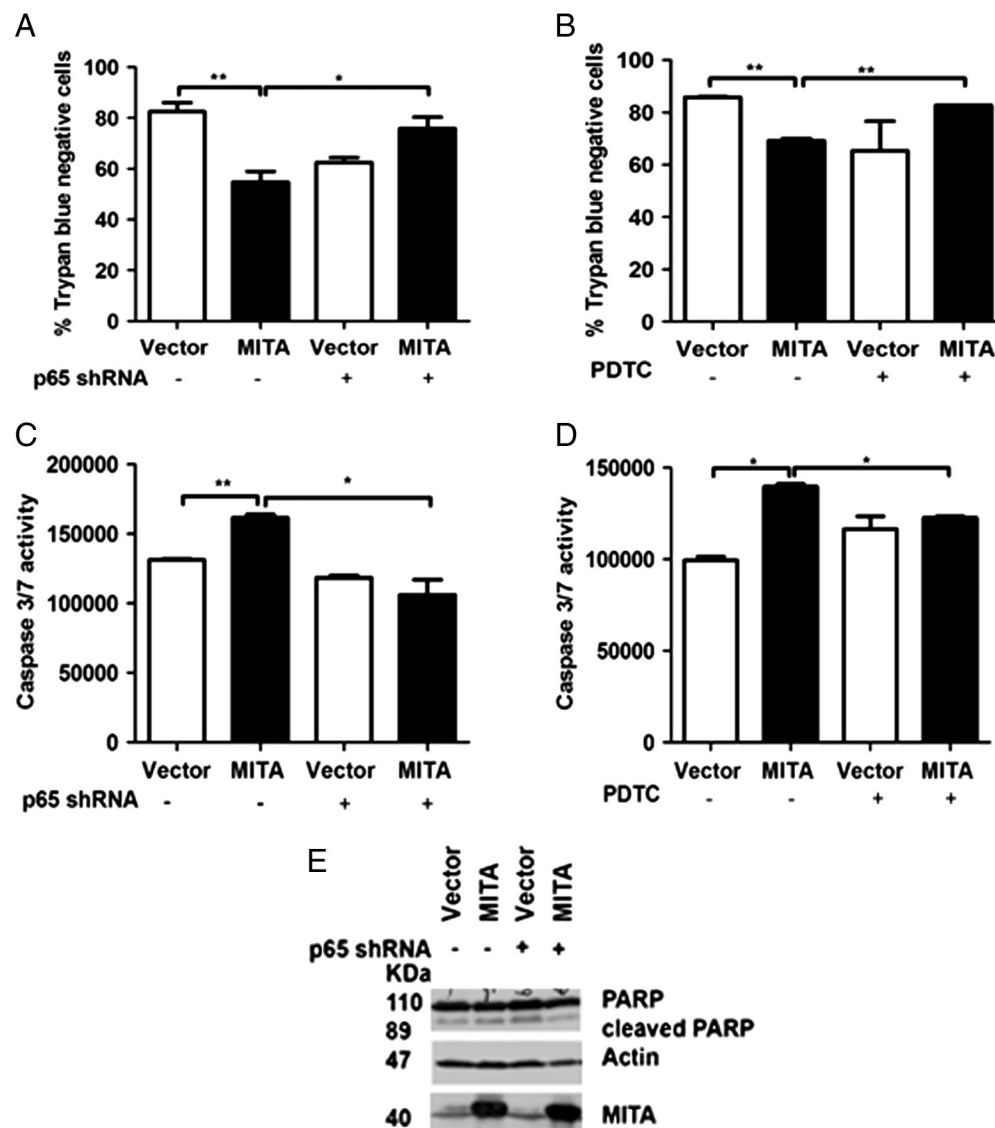 A
% Trypan blue negative cells
100
80
60
40
20
0
** *
Vector MITA Vector MITA
p65 shRNA - - + +
B
% Trypan blue negative cells
100
80
60
40
20
0
** **
Vector MITA Vector MITA
PDTC - - + +
C
Caspase 3/7 activity
200000
150000
100000
50000
0
** *
Vector MITA Vector MITA
p65 shRNA - - + +
D
Caspase 3/7 activity
150000
100000
50000
0
* *
Vector MITA Vector MITA
PDTC - - + +
E
Vector MITA Vector MITA
p65 shRNA - - + +
KDa
110 PARP
89 cleaved PARP
47 Actin
40 MITA